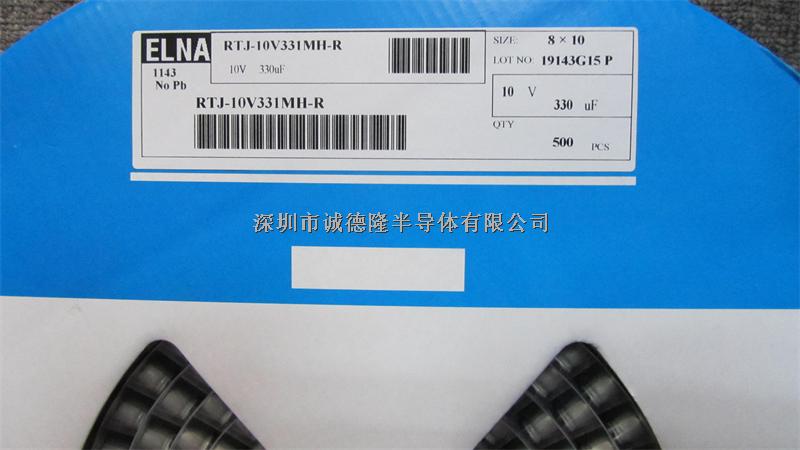 ELNA
1143
No Pb
RTJ-10V331MH-R
10V 330uF
RTJ-10V331MH-R
SIZE: 8 × 10
LOT NO: 19143G15 P
10 V
330 uF
QTY
500 PCS
深圳市诚德隆半导体有限公司